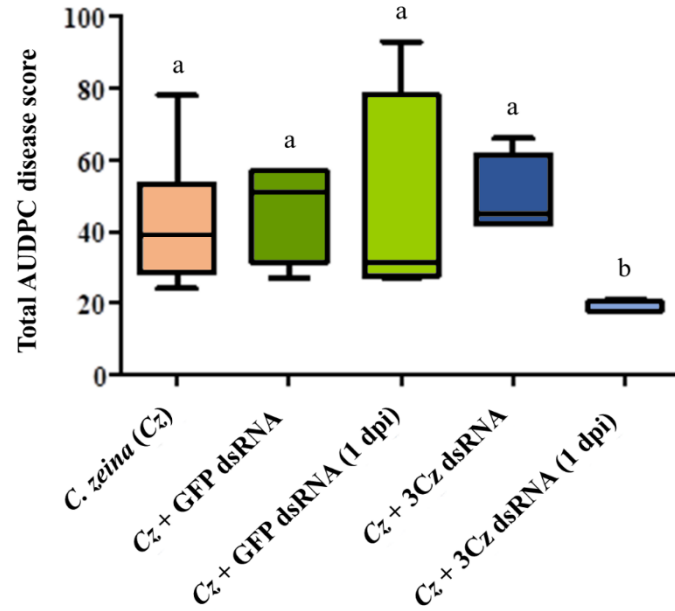 Total AUDPC disease score
100
80
60
40
20
0
a
a
a
a
b
C. zeina (Cz)
Cz + GFP dsRNA
Cz + GFP dsRNA (1 dpi)
Cz + 3Cz dsRNA
Cz + 3Cz dsRNA (1 dpi)